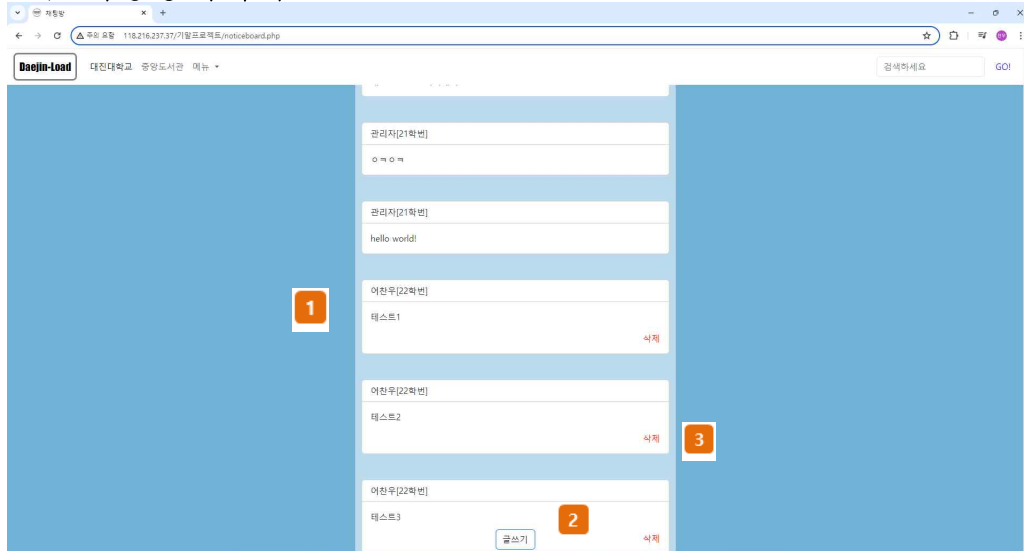 채팅방
주의 요함 118.216.237.37/기말프로젝트/noticeboard.php
Daejin-Load 대진대학교 중앙도서관 메뉴 검색하세요 GO!
관리자[21학번]
ㅇㅋㅇㅋ
관리자[21학번]
hello world!
어찬우[22학번]
1
테스트1
삭제
어찬우[22학번]
테스트2
삭제
3
어찬우[22학번]
테스트3
2
글쓰기
삭제